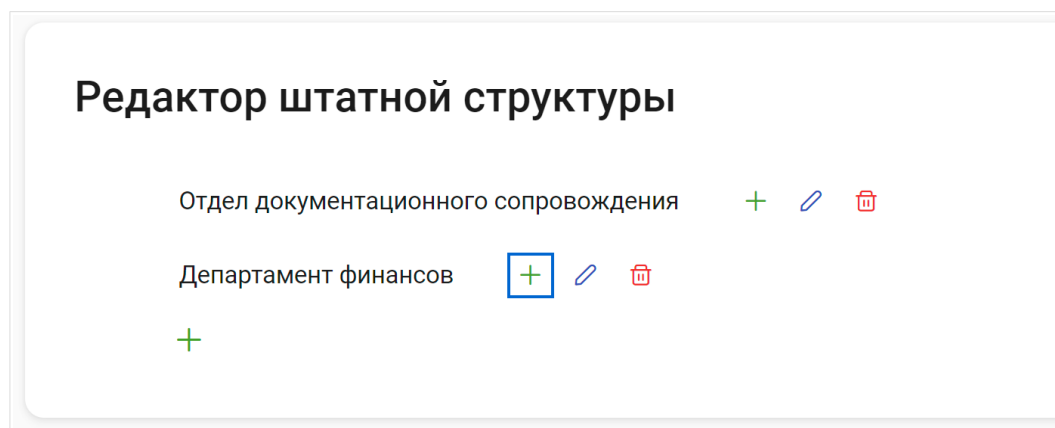 Редактор штатной структуры
Отдел документационного сопровождения
Департамент финансов